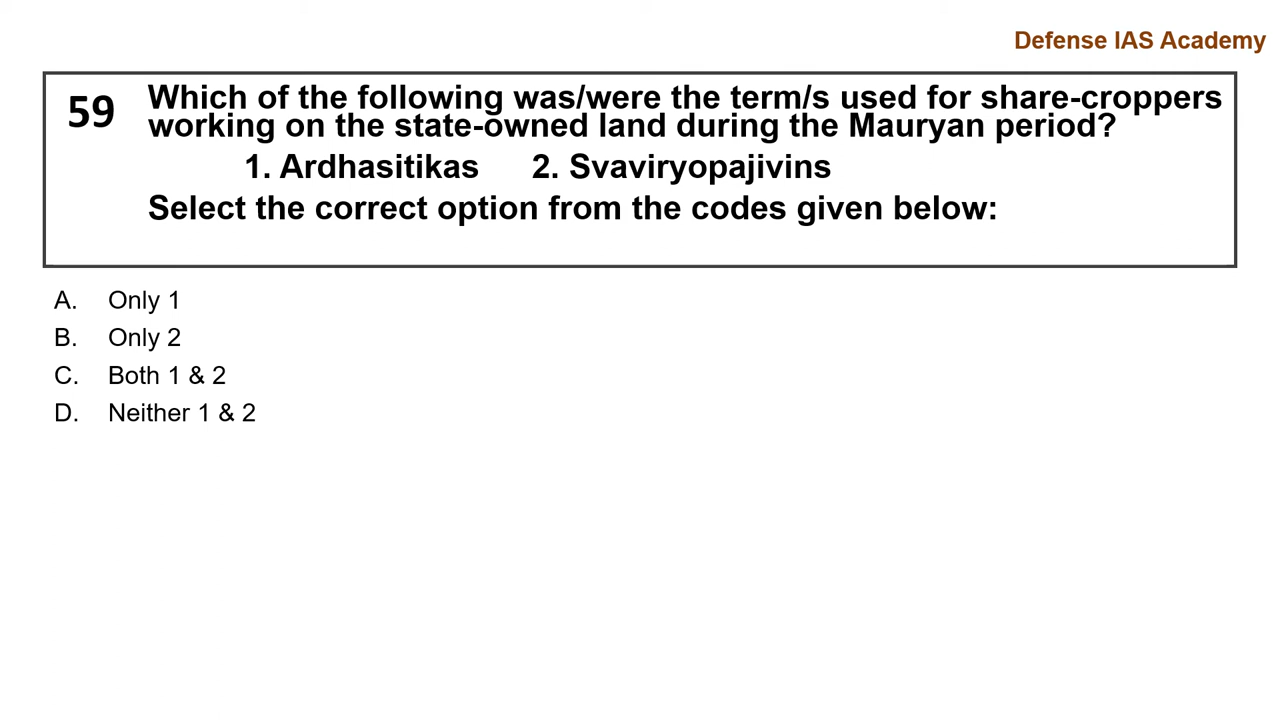 Defense IAS Academy
59 Which of the following was/were the term/s used for share-croppers
working on the state-owned land during the Mauryan period?
1. Ardhasitikas 2. Svaviryopajivins
Select the correct option from the codes given below:
A. Only 1
B. Only 2
C. Both 1 & 2
D. Neither 1 & 2